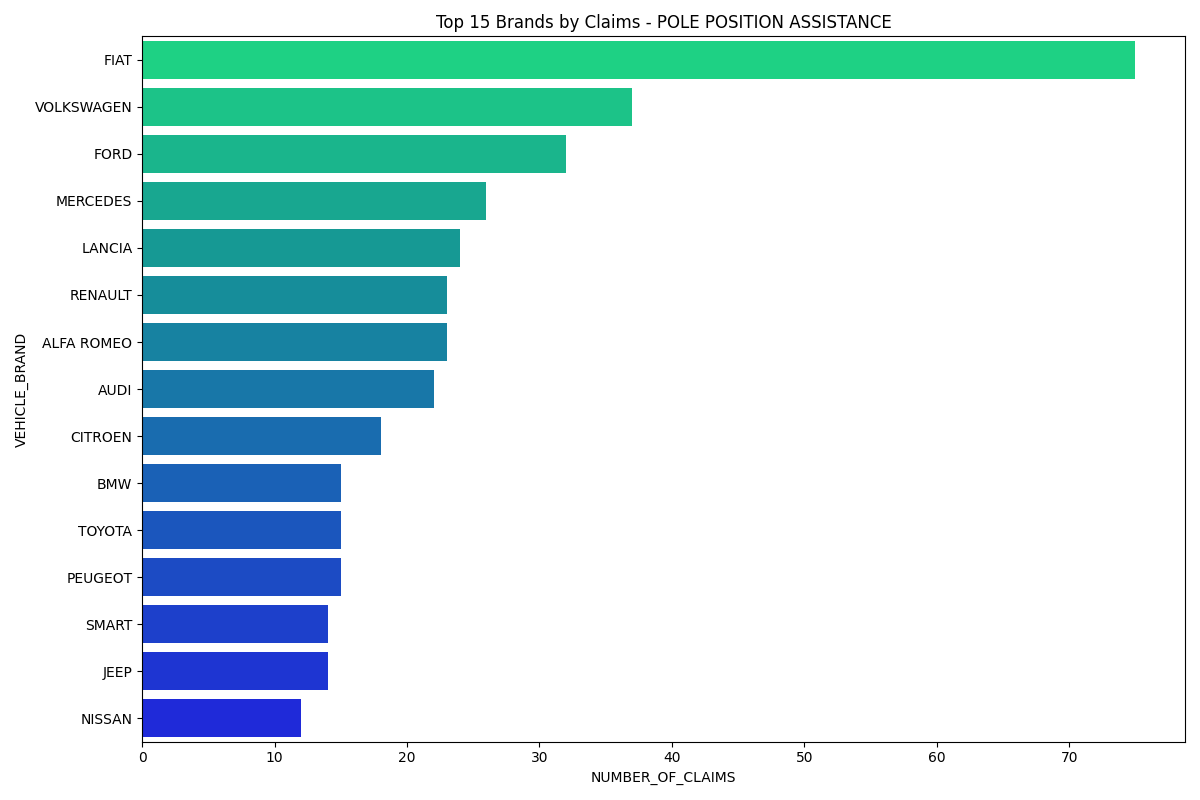 Top 15 Brands by Claims - POLE POSITION ASSISTANCE
FIAT
VOLKSWAGEN
FORD
MERCEDES
LANCIA
RENAULT
ALFA ROMEO
AUDI
CITROEN
BMW
TOYOTA
PEUGEOT
SMART
JEEP
NISSAN
VEHICLE_BRAND
0 10 20 30 40 50 60 70
NUMBER_OF_CLAIMS